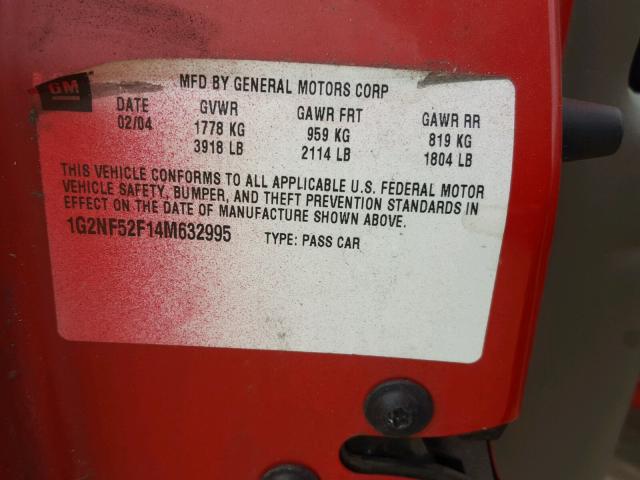 GM MFD BY GENERAL MOTORS CORP
DATE GVWR GAWR FRT GAWR RR
02/04 1778 KG 959 KG 819 KG
3918 LB 2114 LB 1804 LB
THIS VEHICLE CONFORMS TO ALL APPLICABLE U.S. FEDERAL MOTOR
VEHICLE SAFETY, BUMPER, AND THEFT PREVENTION STANDARDS IN
EFFECT ON THE DATE OF MANUFACTURE SHOWN ABOVE.
1G2NF52F14M632995 TYPE: PASS CAR